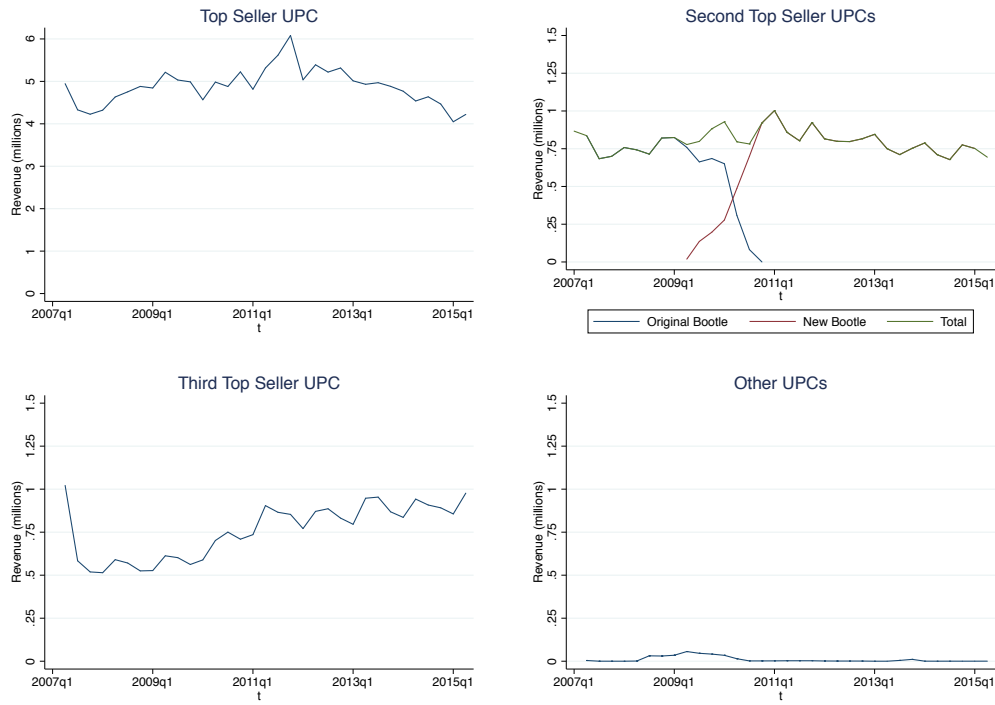 Top Seller UPC
Revenue (millions)
0 1 2 3 4 5 6
2007q1 2009q1 2011q1 2013q1 2015q1
t
Second Top Seller UPCs
Revenue (millions)
0 .25 .5 .75 1 1.25 1.5
2007q1 2009q1 2011q1 2013q1 2015q1
t
Original Bootle New Bootle Total
Third Top Seller UPC
Revenue (millions)
0 .25 .5 .75 1 1.25 1.5
2007q1 2009q1 2011q1 2013q1 2015q1
t
Other UPCs
Revenue (millions)
0 .25 .5 .75 1 1.25 1.5
2007q1 2009q1 2011q1 2013q1 2015q1
t